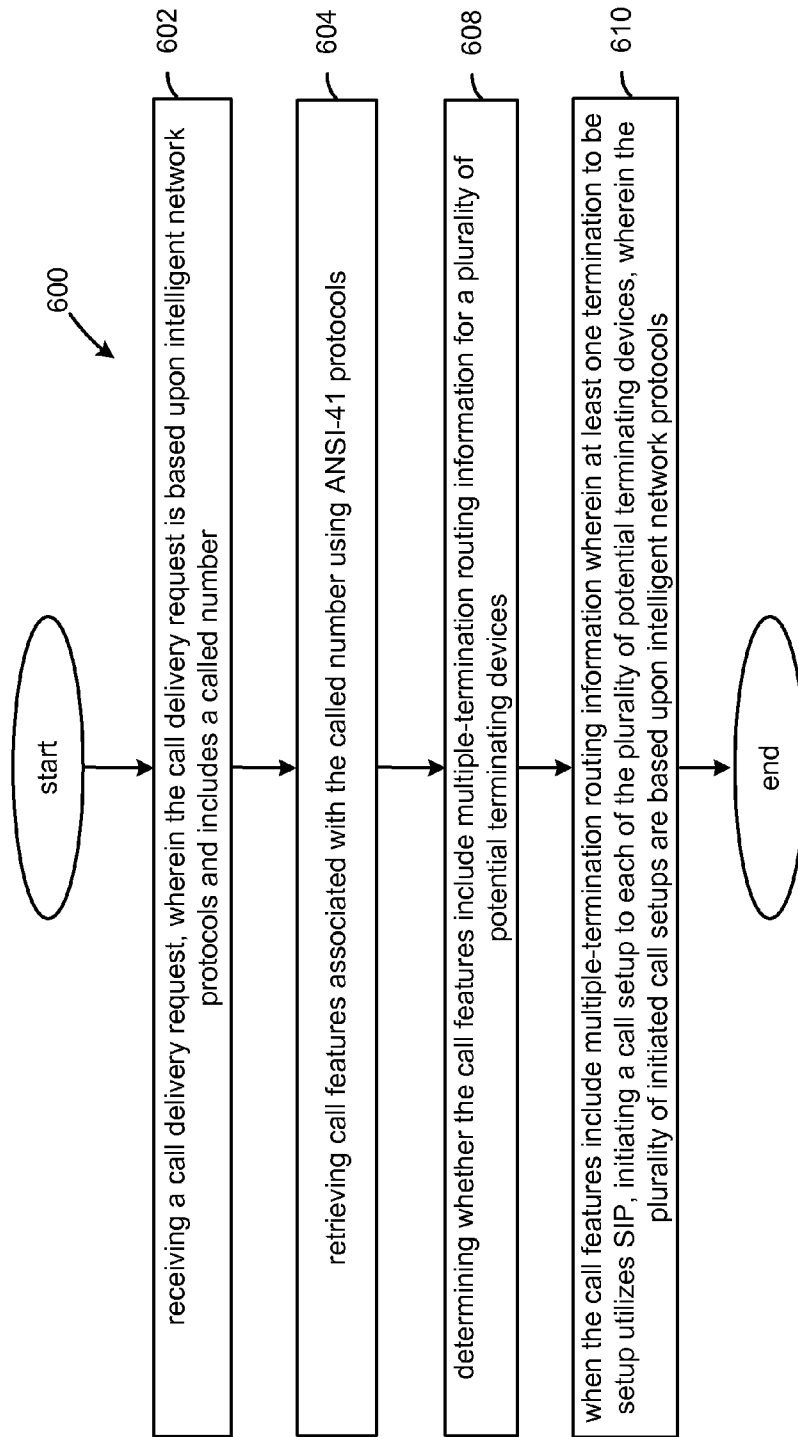 600
start
receiving a call delivery request, wherein the call delivery request is based upon intelligent network
protocols and includes a called number
602
retrieving call features associated with the called number using ANSI-41 protocols
604
determining whether the call features include multiple-termination routing information for a plurality of
potential terminating devices
608
when the call features include multiple-termination routing information wherein at least one termination to be
setup utilizes SIP, initiating a call setup to each of the plurality of potential terminating devices, wherein the
plurality of initiated call setups are based upon intelligent network protocols
610
end